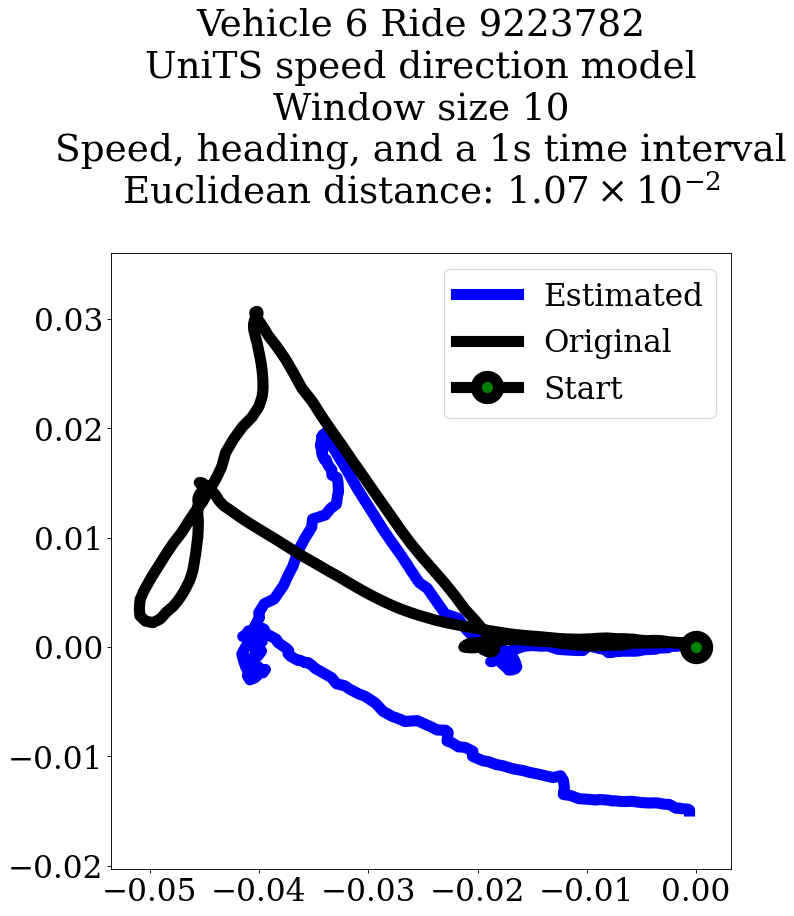 Vehicle 6 Ride 9223782
UniTS speed direction model
Window size 10
Speed, heading, and a 1s time interval
Euclidean distance: 1.07 × 10⁻²
Estimated
Original
Start
0.03
0.02
0.01
0.00
−0.01
−0.02
−0.05 −0.04 −0.03 −0.02 −0.01 0.00